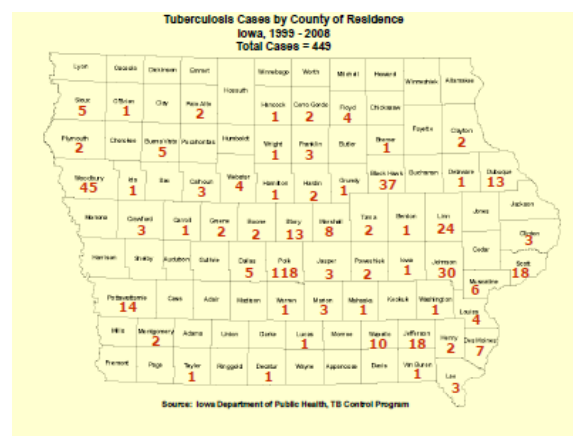 Tuberculosis Cases by County of Residence
Iowa, 1999 - 2008
Total Cases = 449
Lyon Osceola Dickinson Emmet Kossuth Winnebago Worth Mitchell Howard Winneshiek Allamakee
Sioux O'Brien Clay Palo Alto Hancock Cerro Gordo Floyd Chickasaw
5 1 2 1 2 4
Plymouth Cherokee Buena Vista Pocahontas Humboldt Wright Franklin Butler Bremer Fayette Clayton
2 5 1 3 1 2
Woodbury Ida Sac Calhoun Webster Hamilton Hardin Grundy Black Hawk Buchanan Delaware Dubuque
45 1 3 4 1 2 1 37 1 13
Monona Crawford Carroll Greene Boone Story Marshall Tama Benton Linn Jones Jackson
3 1 2 2 13 8 2 1 24
Clinton
3
Harrison Shelby Audubon Guthrie Dallas Polk Jasper Poweshiek Iowa Johnson Cedar Scott
5 118 3 2 1 30 18
Muscatine
6
Pottawattamie Cass Adair Madison Warren Marion Mahaska Keokuk Washington Louisa
14 1 3 1 1 4
Mills Montgomery Adams Union Clarke Lucas Monroe Wapello Jefferson Henry Des Moines
2 1 10 18 2 7
Fremont Page Taylor Ringgold Decatur Wayne Appanoose Davis Van Buren Lee
1 1 1 3
Source: Iowa Department of Public Health, TB Control Program